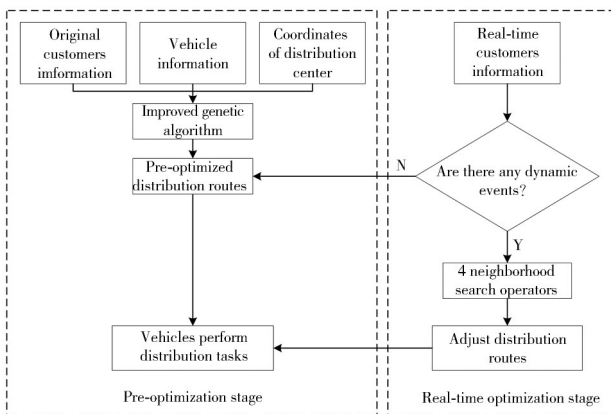 Original
customers
imformation
Vehicle
information
Coordinates
of distribution
center
Real-time
customers
information
Improved genetic
algorithm
Pre-optimized
distribution routes
N
Are there any dynamic
events?
Y
4 neighborhood
search operators
Vehicles perform
distribution tasks
Adjust distribution
routes
Pre-optimization stage
Real-time optimization stage